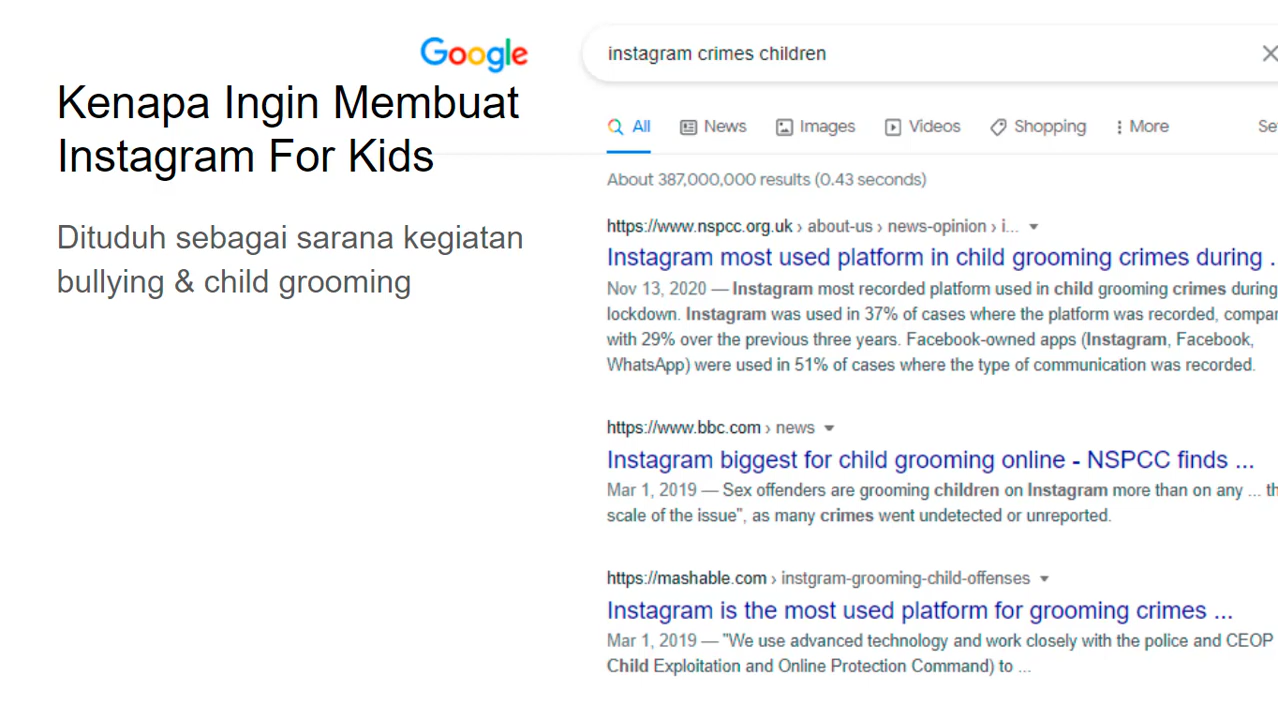 Google
instagram crimes children
Kenapa Ingin Membuat
Instagram For Kids
Dituduh sebagai sarana kegiatan
bullying & child grooming
All News Images Videos Shopping More Se
About 387,000,000 results (0.43 seconds)
https://www.nspcc.org.uk › about-us › news-opinion › i...
Instagram most used platform in child grooming crimes during .
Nov 13, 2020 — Instagram most recorded platform used in child grooming crimes during
lockdown. Instagram was used in 37% of cases where the platform was recorded, compar
with 29% over the previous three years. Facebook-owned apps (Instagram, Facebook,
WhatsApp) were used in 51% of cases where the type of communication was recorded.
https://www.bbc.com › news
Instagram biggest for child grooming online - NSPCC finds ...
Mar 1, 2019 — Sex offenders are grooming children on Instagram more than on any ... th
scale of the issue", as many crimes went undetected or unreported.
https://mashable.com › instgram-grooming-child-offenses
Instagram is the most used platform for grooming crimes ...
Mar 1, 2019 — "We use advanced technology and work closely with the police and CEOP
Child Exploitation and Online Protection Command) to ...